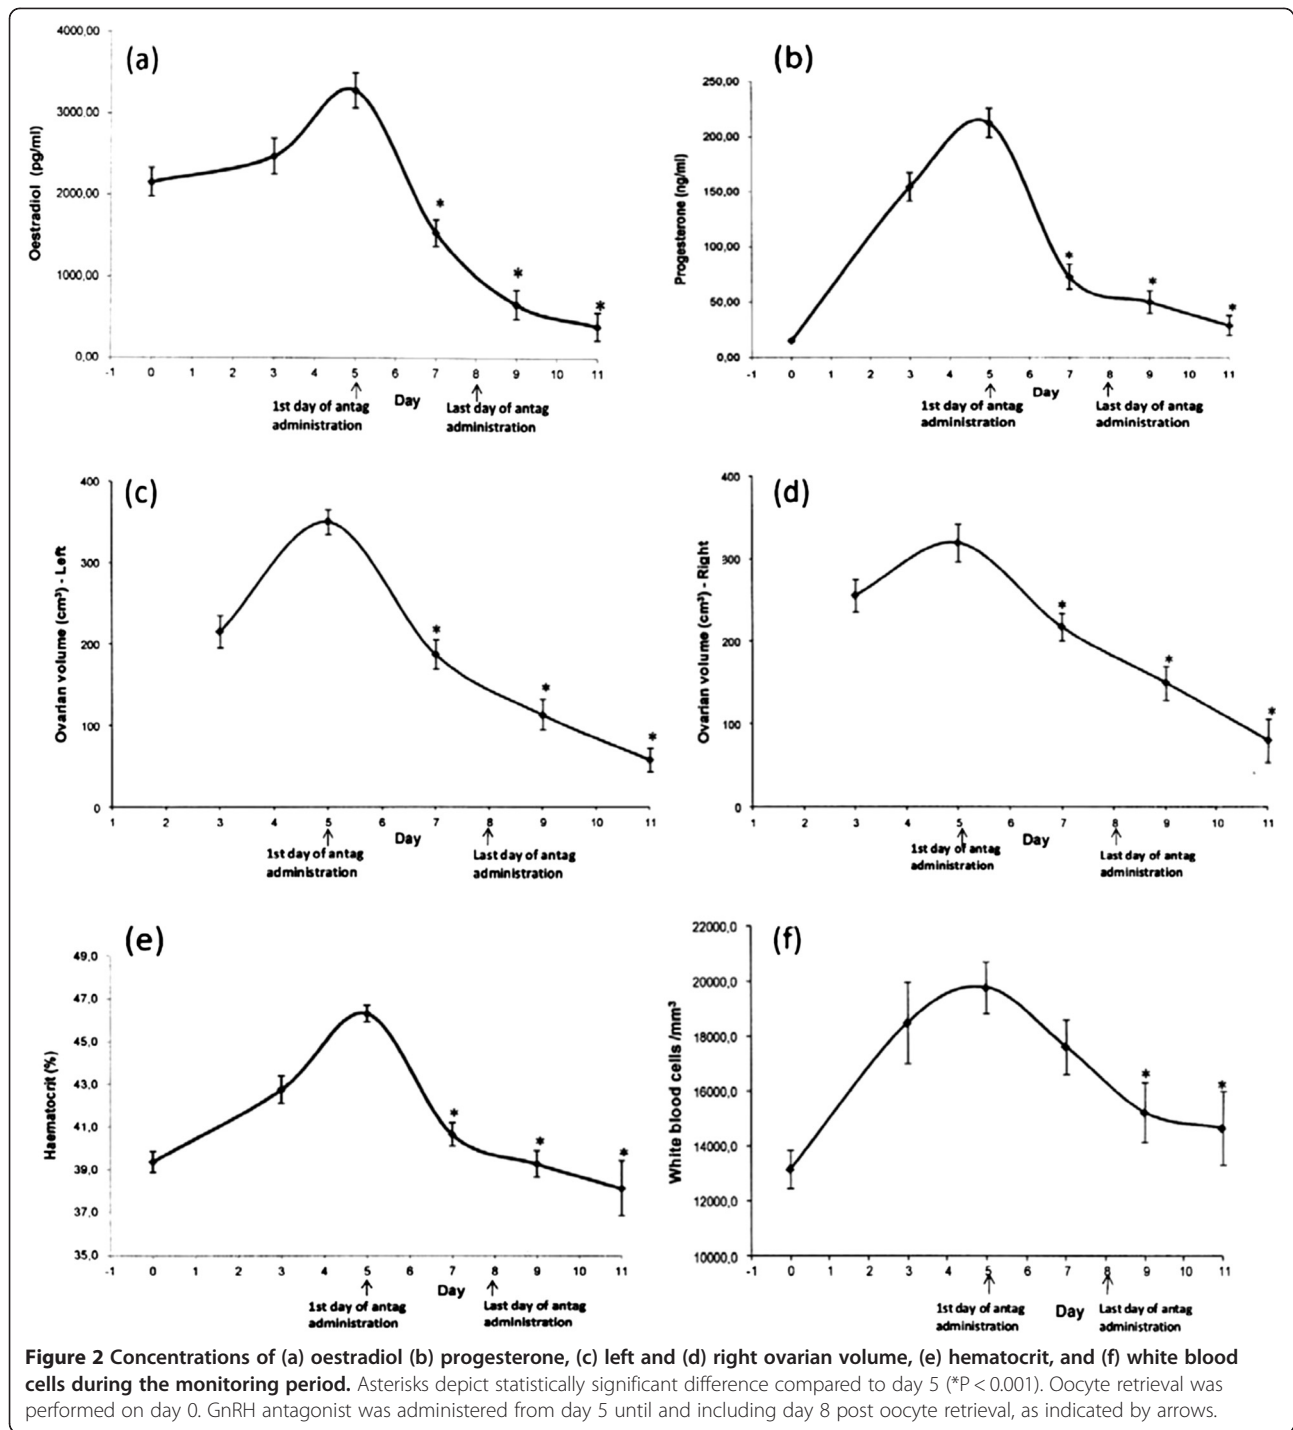 (a)
4000,00
3000,00
2000,00
1000,00
0,00
Oestradiol (pg/ml)
-1 0 1 2 3 4 5 6 7 8 9 10 11
* * *
Day
1st day of antag
administration
Last day of antag
administration
(b)
250,00
200,00
150,00
100,00
50,00
0,00
Progesterone (ng/ml)
-1 0 1 2 3 4 5 6 7 8 9 10 11
* * *
Day
1st day of antag
administration
Last day of antag
administration
(c)
400
300
200
100
0
Ovarian volume (cm³) - Left
1 2 3 4 5 6 7 8 9 10 11
* * *
Day
1st day of antag
administration
Last day of antag
administration
(d)
400
300
200
100
0
Ovarian volume (cm³) - Right
1 2 3 4 5 6 7 8 9 10 11
* * *
Day
1st day of antag
administration
Last day of antag
administration
(e)
49,0
47,0
45,0
43,0
41,0
39,0
37,0
35,0
Haematocrit (%)
-1 0 1 2 3 4 5 6 7 8 9 10 11
* * *
Day
1st day of antag
administration
Last day of antag
administration
(f)
22000,0
20000,0
18000,0
16000,0
14000,0
12000,0
10000,0
White blood cells /mm³
-1 0 1 2 3 4 5 6 7 8 9 10 11
* *
Day
1st day of antag
administration
Last day of antag
administration
Figure 2 Concentrations of (a) oestradiol (b) progesterone, (c) left and (d) right ovarian volume, (e) hematocrit, and (f) white blood
cells during the monitoring period. Asterisks depict statistically significant difference compared to day 5 (*P < 0.001). Oocyte retrieval was
performed on day 0. GnRH antagonist was administered from day 5 until and including day 8 post oocyte retrieval, as indicated by arrows.